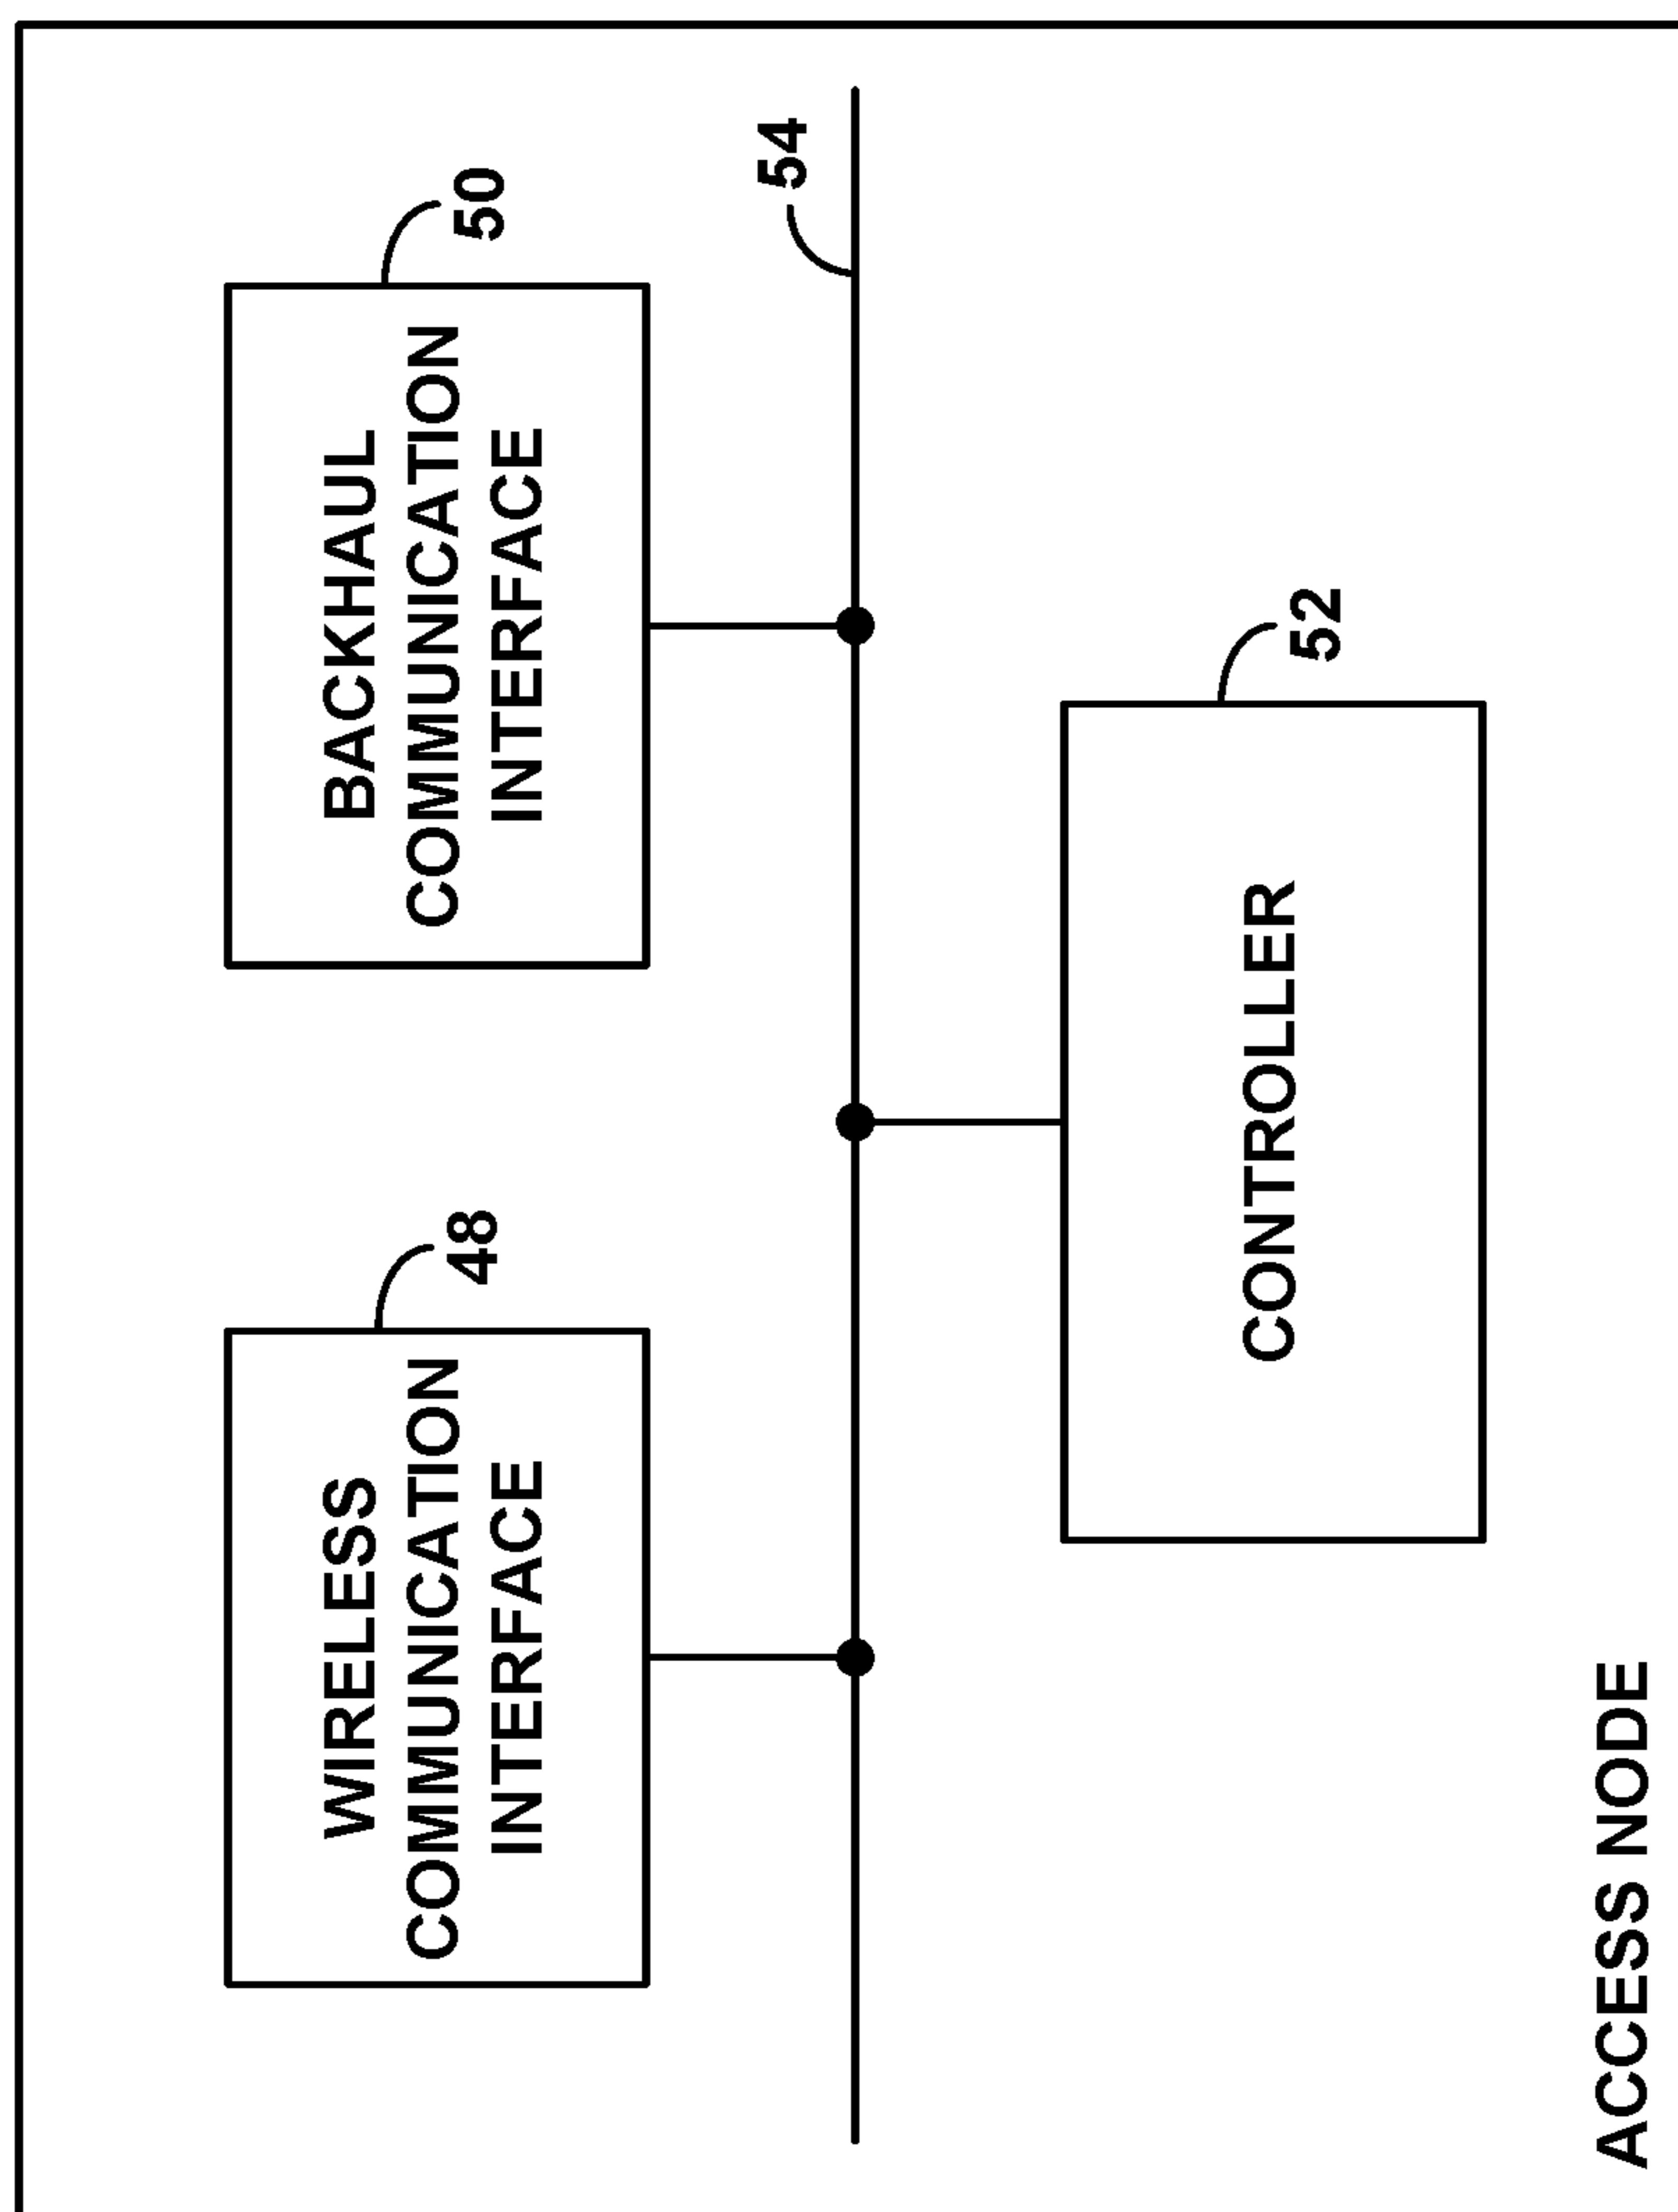 WIRELESS
COMMUNICATION
INTERFACE
48
BACKHAUL
COMMUNICATION
INTERFACE
50
54
CONTROLLER
52
ACCESS NODE